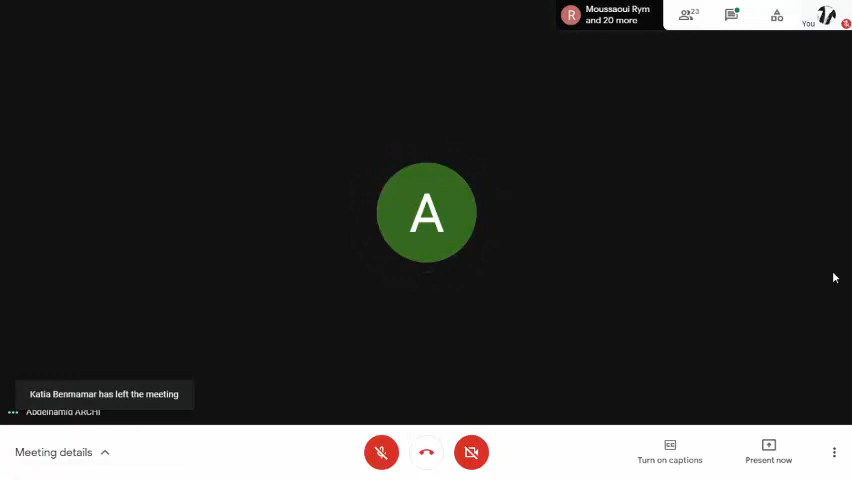 R
Moussaoui Rym
and 20 more
23
You
A
Katia Benmamar has left the meeting
Abdelhamid ARCHI
Meeting details
CC
Turn on captions
Present now